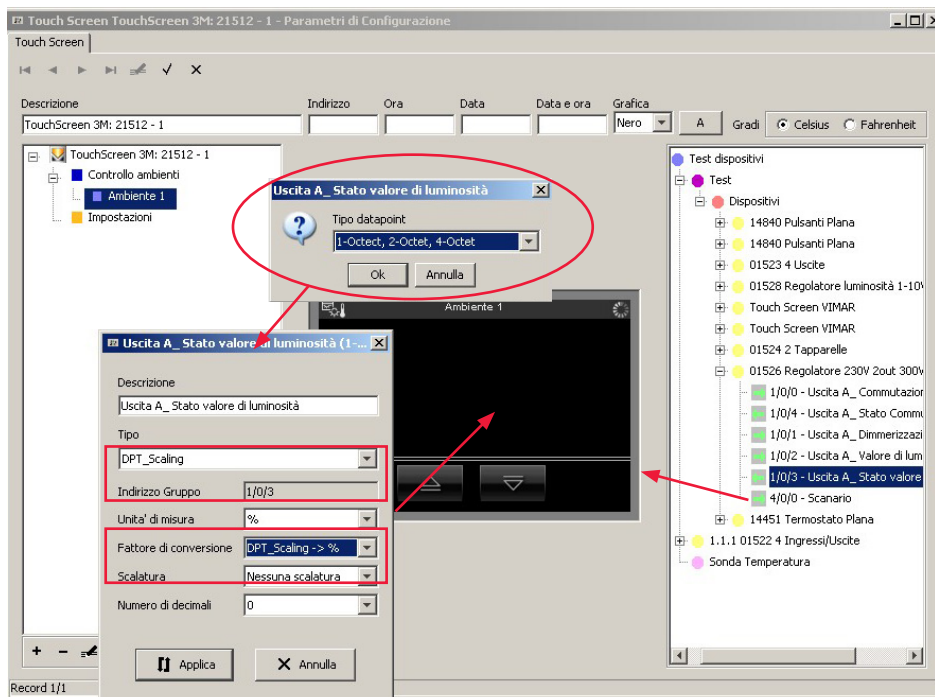 Touch Screen TouchScreen 3M: 21512 - 1 - Parametri di Configurazione
Touch Screen
Descrizione Indirizzo Ora Data Data e ora Grafica
TouchScreen 3M: 21512 - 1 Nero A Gradi Celsius Fahrenheit
TouchScreen 3M: 21512 - 1
Controllo ambienti
Ambiente 1
Impostazioni
Uscita A_ Stato valore di luminosità
Tipo datapoint
1-Octect, 2-Octet, 4-Octet
Ok Annulla
Ambiente 1
Uscita A_ Stato valore di luminosità (1-...
Descrizione
Uscita A_ Stato valore di luminosità
Tipo
DPT_Scaling
Indirizzo Gruppo 1/0/3
Unita' di misura %
Fattore di conversione DPT_Scaling -> %
Scalatura Nessuna scalatura
Numero di decimali 0
Applica Annulla
Test dispositivi
Test
Dispositivi
14840 Pulsanti Plana
14840 Pulsanti Plana
01523 4 Uscite
01528 Regolatore luminosità 1-10V
Touch Screen VIMAR
Touch Screen VIMAR
01524 2 Tapparelle
01526 Regolatore 230V 2out 300V
1/0/0 - Uscita A_ Commutazior
1/0/4 - Uscita A_ Stato Commu
1/0/1 - Uscita A_ Dimmerizzazi
1/0/2 - Uscita A_ Valore di lum
1/0/3 - Uscita A_ Stato valore
4/0/0 - Scanario
14451 Termostato Plana
1.1.1 01522 4 Ingressi/Uscite
Sonda Temperatura
Record 1/1